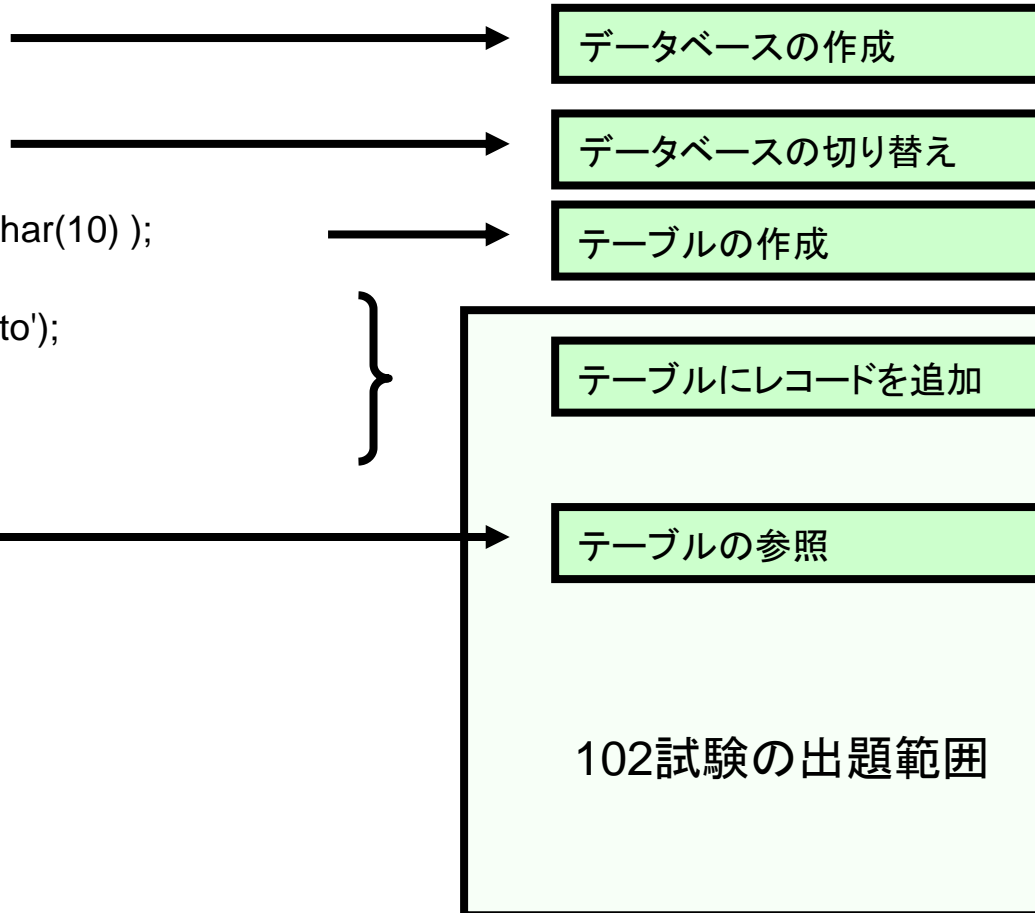 データベースの作成
データベースの切り替え
har(10) );
テーブルの作成
to');
テーブルにレコードを追加
テーブルの参照
102試験の出題範囲